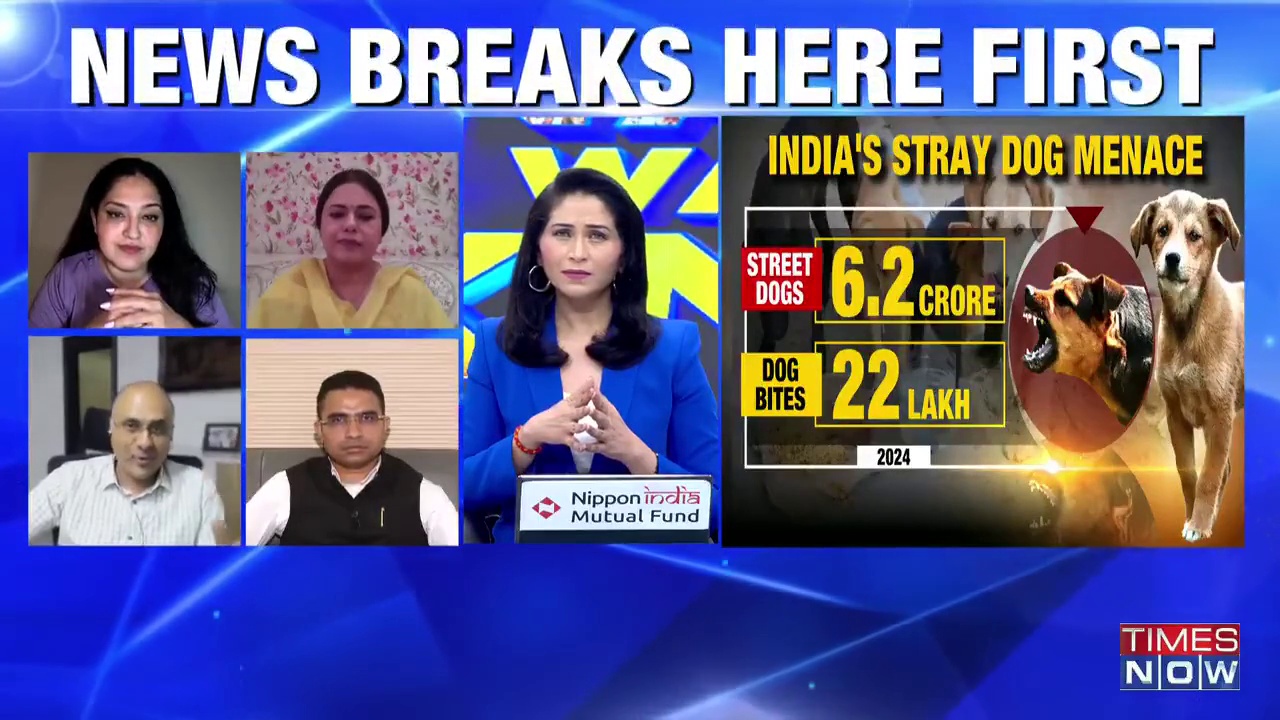 NEWS BREAKS HERE FIRST
INDIA'S STRAY DOG MENACE
STREET
DOGS
6.2 CRORE
DOG
BITES
22 LAKH
2024
Nippon india
Mutual Fund
TIMES
NOW